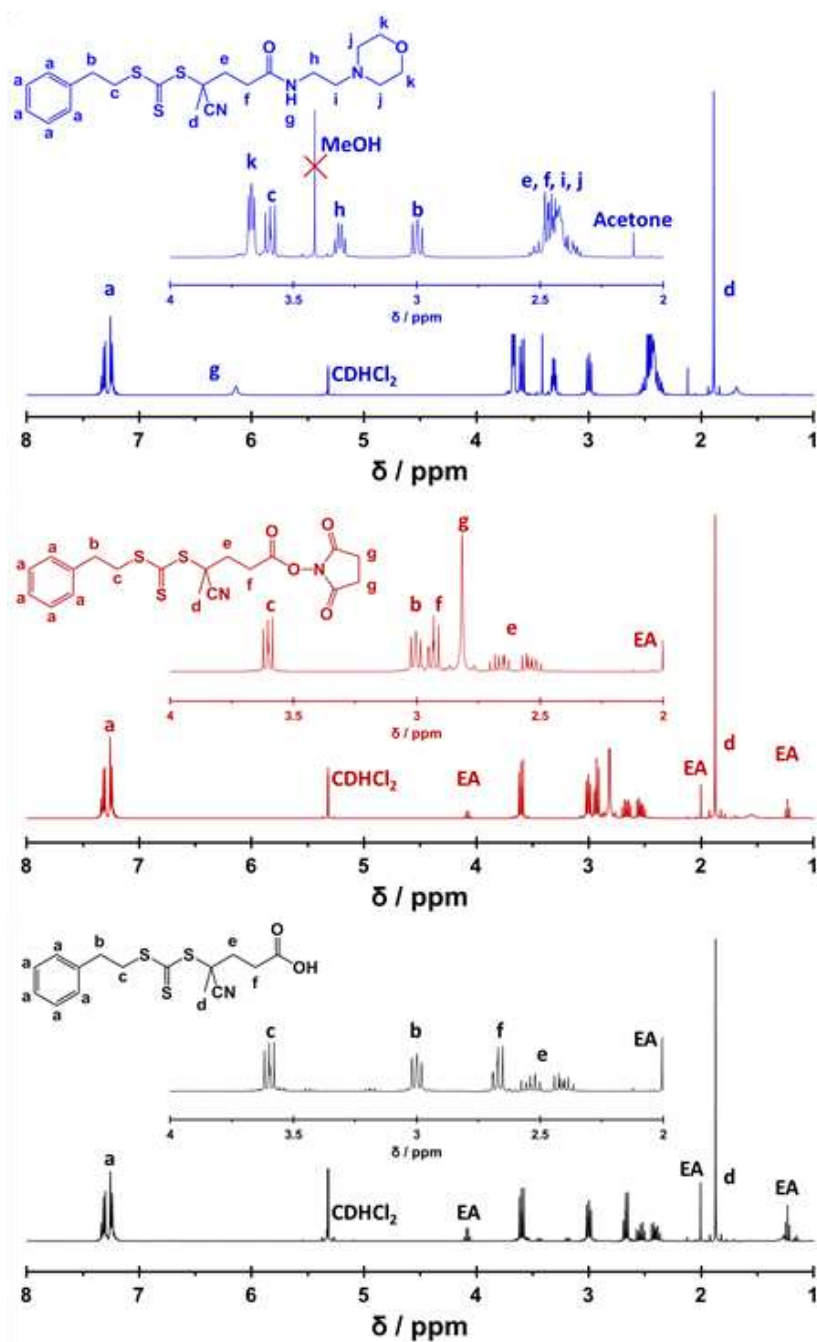 k
e O h j O
b S S N k
a a c S CN f N H i N j k
a a a d g
MeOH
k
c h b e, f, i, j
Acetone
a
4 3.5 3 2.5 2
δ / ppm
d
g CDHCl2
8 7 6 5 4 3 2 1
δ / ppm
g
b e O O
a a S S g
c f O N
a a S CN g
a d O
c b f
e EA
4 3.5 3 2.5 2
a δ / ppm
d EA
CDHCl2 EA EA
8 7 6 5 4 3 2 1
δ / ppm
b e O
a a S S
c f OH
a a S CN
a d
c b f
e EA
4 3.5 3 2.5 2
a δ / ppm
EA d EA
CDHCl2 EA
8 7 6 5 4 3 2 1
δ / ppm